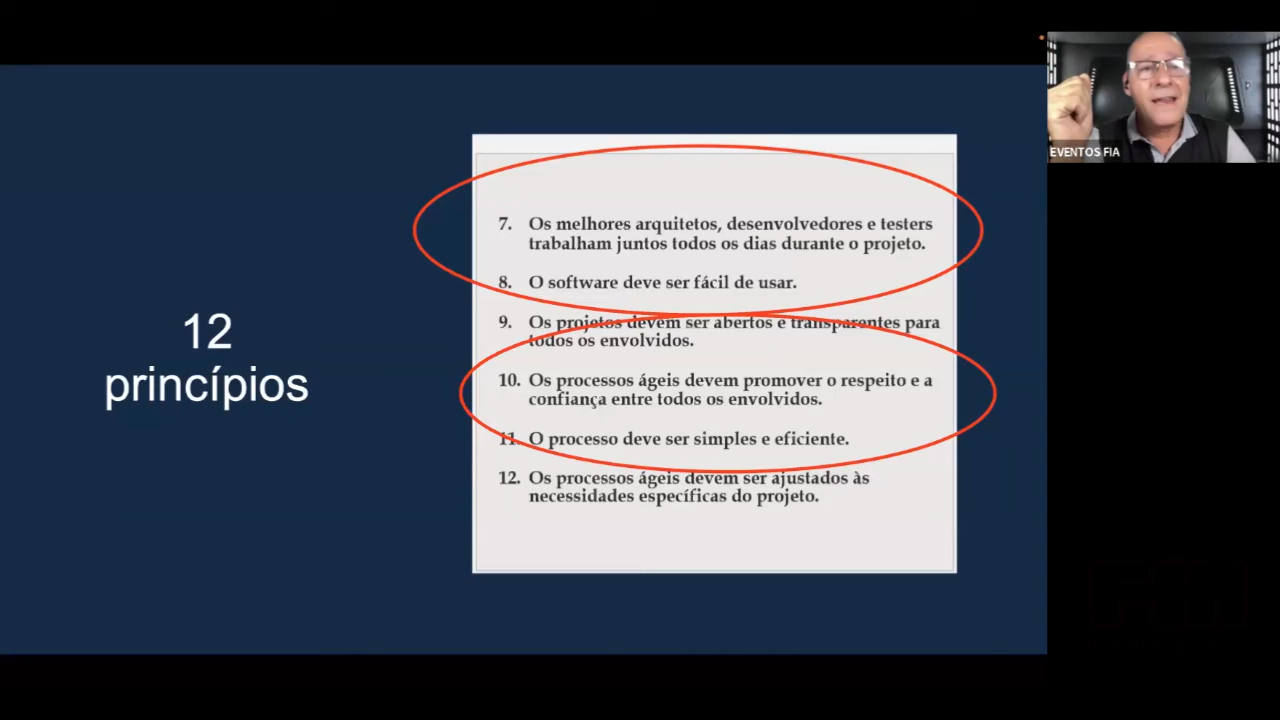 12
princípios
7. Os melhores arquitetos, desenvolvedores e testers
trabalham juntos todos os dias durante o projeto.
8. O software deve ser fácil de usar.
9. Os projetos devem ser abertos e transparentes para
todos os envolvidos.
10. Os processos ágeis devem promover o respeito e a
confiança entre todos os envolvidos.
11. O processo deve ser simples e eficiente.
12. Os processos ágeis devem ser ajustados às
necessidades específicas do projeto.
EVENTOS FIA